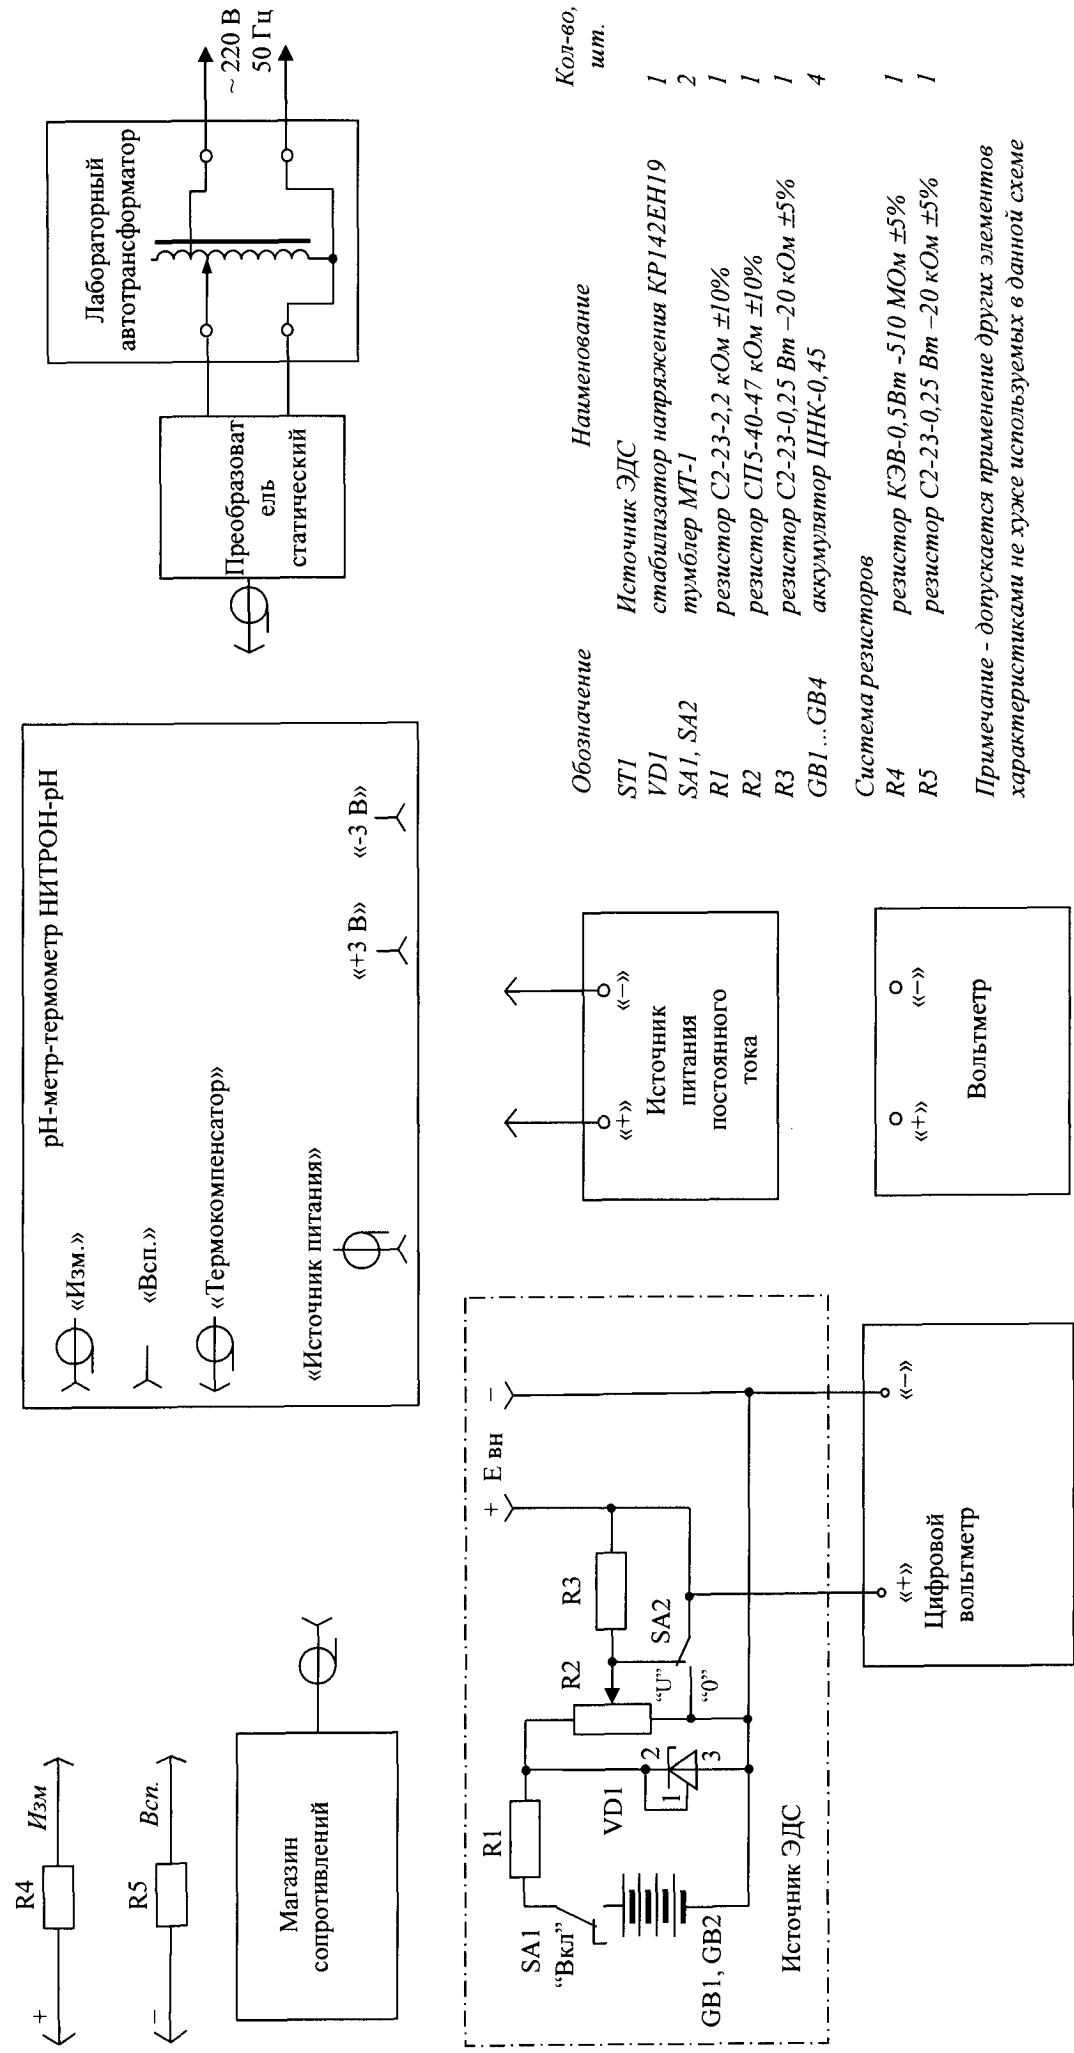 R4
+
Изм
R5
−
Всп.
Магазин
сопротивлений
рН-метр-термометр НИТРОН-рН
«Изм.»
«Всп.»
«Термокомпенсатор»
«Источник питания»
«+3 В»
«-3 В»
Преобразоват
ель
статический
Лабораторный
автотрансформатор
~ 220 В
50 Гц
SA1
“Вкл”
R1
GB1, GB2
VD1
1
2
3
R2
R3
“U”
“0”
SA2
+ Е вн −
Источник ЭДС
«+»
«−»
Цифровой
вольтметр
«+»
«−»
Источник
питания
постоянного
тока
«+»
«−»
Вольтметр
Обозначение Наименование Кол-во,
шт.
ST1 Источник ЭДС
VD1 стабилизатор напряжения КР142ЕН19 1
SA1, SA2 тумблер МТ-1 2
R1 резистор С2-23-2,2 кОм ±10% 1
R2 резистор СП5-40-47 кОм ±10% 1
R3 резистор С2-23-0,25 Вт −20 кОм ±5% 1
GB1...GB4 аккумулятор ЦНК-0,45 4
Система резисторов
R4 резистор КЭВ-0,5Вт -510 МОм ±5% 1
R5 резистор С2-23-0,25 Вт −20 кОм ±5% 1
Примечание - допускается применение других элементов
характеристиками не хуже используемых в данной схеме